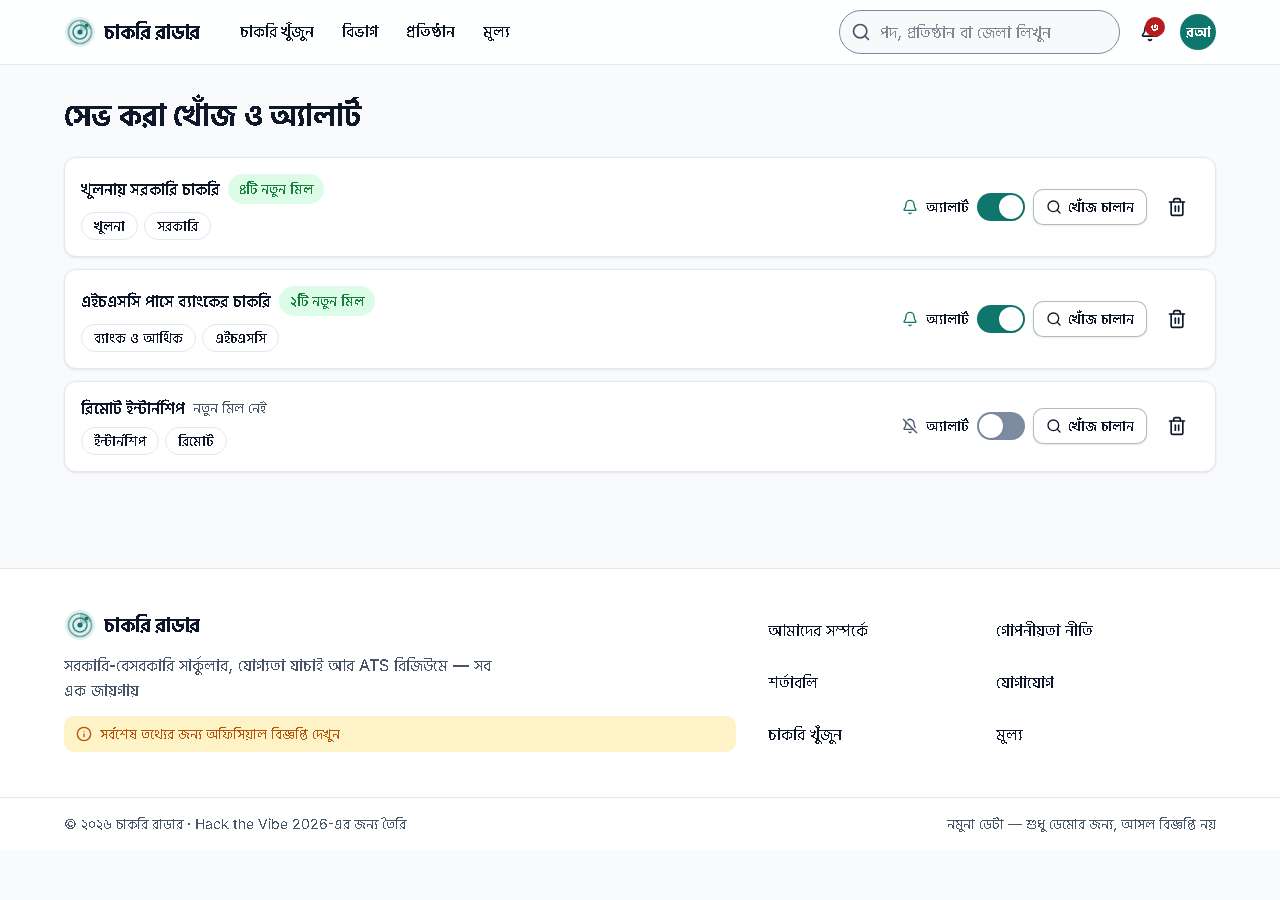 চাকরি রাডার
চাকরি খুঁজুন বিভাগ প্রতিষ্ঠান মূল্য
পদ, প্রতিষ্ঠান বা জেলা লিখুন
৬
রআ
সেভ করা খোঁজ ও অ্যালার্ট
খুলনায় সরকারি চাকরি ৪টি নতুন মিল
খুলনা সরকারি
অ্যালার্ট খোঁজ চালান
এইচএসসি পাসে ব্যাংকের চাকরি ২টি নতুন মিল
ব্যাংক ও আর্থিক এইচএসসি
অ্যালার্ট খোঁজ চালান
রিমোট ইন্টার্নশিপ নতুন মিল নেই
ইন্টার্নশিপ রিমোট
অ্যালার্ট খোঁজ চালান
চাকরি রাডার
সরকারি-বেসরকারি সার্কুলার, যোগ্যতা যাচাই আর ATS রিজিউমে — সব
এক জায়গায়
সর্বশেষ তথ্যের জন্য অফিসিয়াল বিজ্ঞপ্তি দেখুন
আমাদের সম্পর্কে গোপনীয়তা নীতি
শর্তাবলি যোগাযোগ
চাকরি খুঁজুন মূল্য
© ২০২৬ চাকরি রাডার · Hack the Vibe 2026-এর জন্য তৈরি
নমুনা ডেটা — শুধু ডেমোর জন্য, আসল বিজ্ঞপ্তি নয়